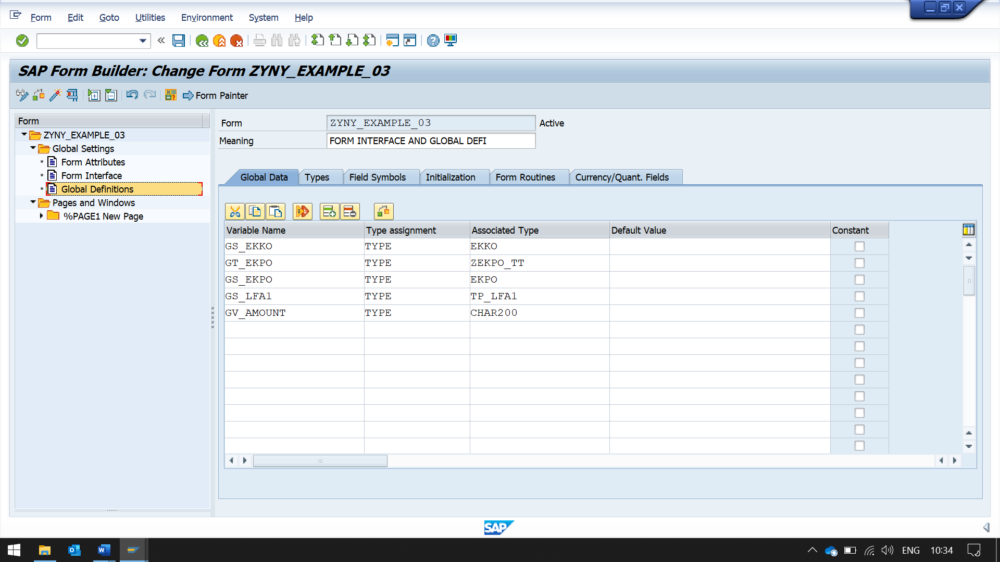 Form Edit Goto Utilities Environment System Help
SAP Form Builder: Change Form ZYNY_EXAMPLE_03
Form Painter
Form
ZYNY_EXAMPLE_03
Global Settings
Form Attributes
Form Interface
Global Definitions
Pages and Windows
%PAGE1 New Page
Form ZYNY_EXAMPLE_03 Active
Meaning FORM INTERFACE AND GLOBAL DEFI
Global Data Types Field Symbols Initialization Form Routines Currency/Quant. Fields
Variable Name Type assignment Associated Type Default Value Constant
GS_EKKO TYPE EKKO
GT_EKPO TYPE ZEKPO_TT
GS_EKPO TYPE EKPO
GS_LFA1 TYPE TP_LFA1
GV_AMOUNT TYPE CHAR200
SAP
ENG 10:34